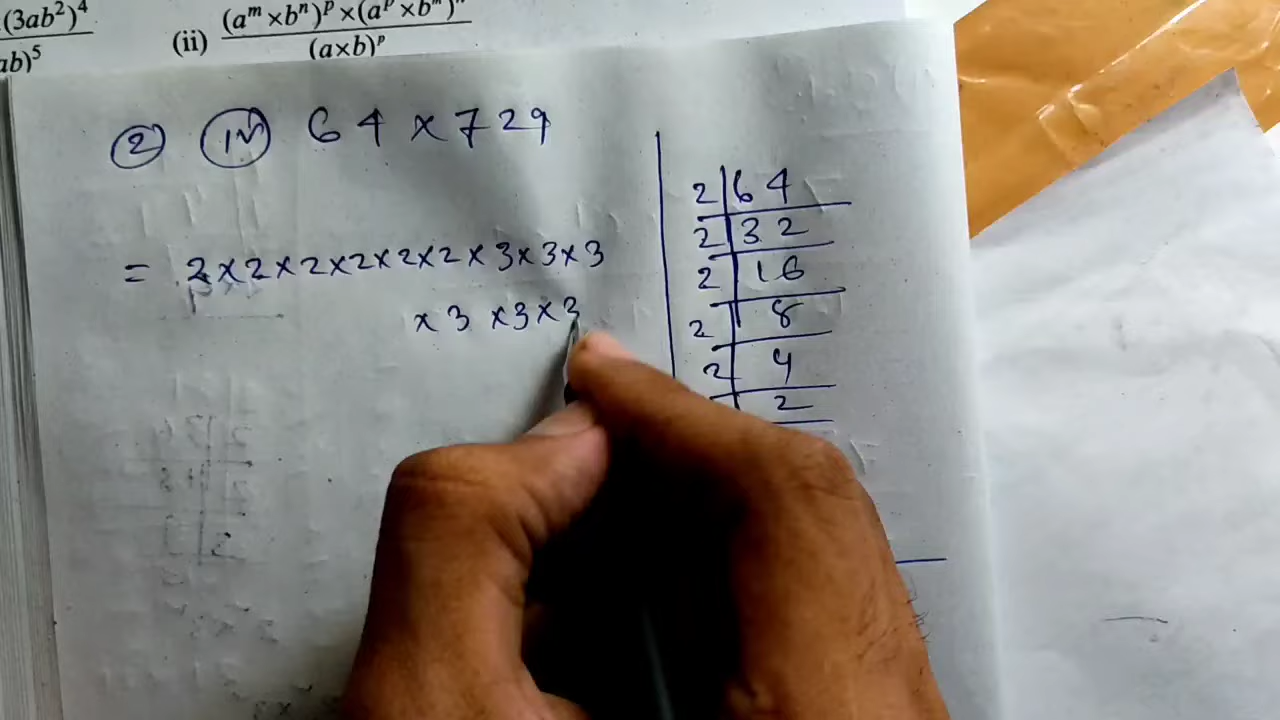 (3ab²)⁴
ab)⁵
(ii) (aᵐ×bⁿ)ᵖ×(aᵖ×bᵐ)
(a×b)ᵖ
② (iv) 64×729
= 2×2×2×2×2×2×3×3×3
×3×3×3
2|64
2|32
2|16
2|8
2|4
2